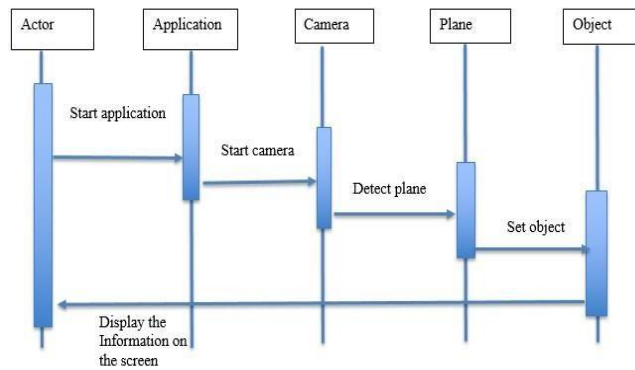 Actor
Application
Camera
Plane
Object
Start application
Start camera
Detect plane
Set object
Display the
Information on
the screen